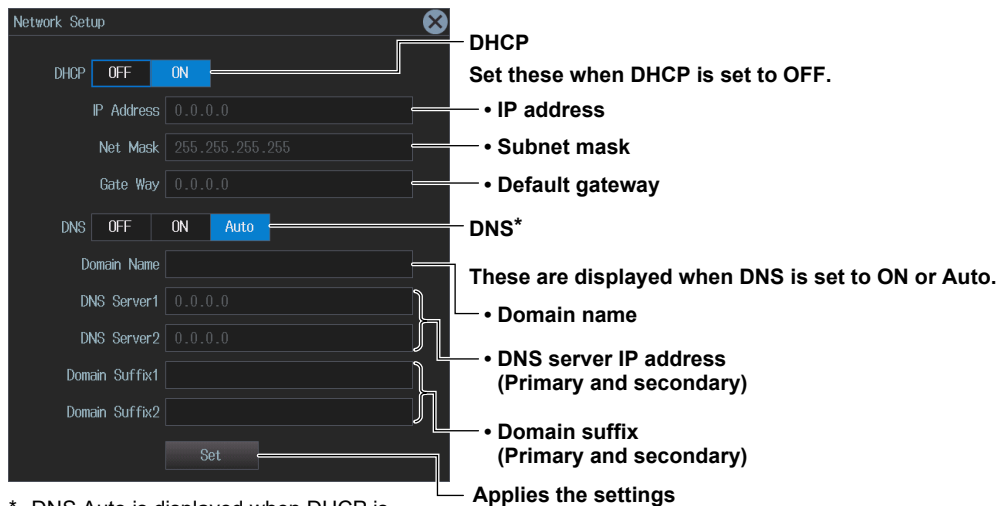 Network Setup
DHCP OFF ON
DHCP
Set these when DHCP is set to OFF.
IP Address 0.0.0.0
• IP address
Net Mask 255.255.255.255
• Subnet mask
Gate Way 0.0.0.0
• Default gateway
DNS OFF ON Auto
DNS*
Domain Name
These are displayed when DNS is set to ON or Auto.
• Domain name
DNS Server1 0.0.0.0
DNS Server2 0.0.0.0
• DNS server IP address
(Primary and secondary)
Domain Suffix1
Domain Suffix2
• Domain suffix
(Primary and secondary)
Set
Applies the settings
* DNS Auto is displayed when DHCP is